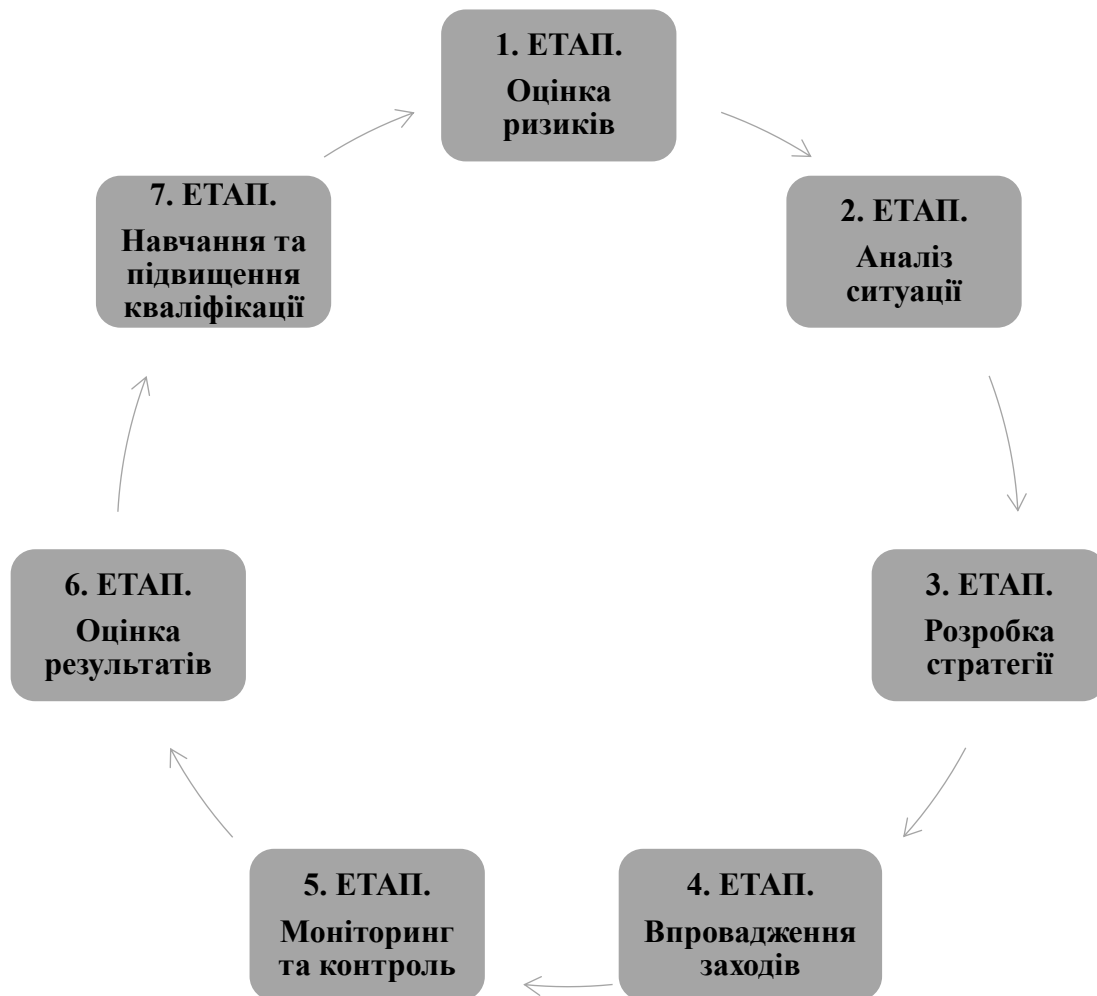 1. ЕТАП.
Оцінка
ризиків
2. ЕТАП.
Аналіз
ситуації
3. ЕТАП.
Розробка
стратегії
4. ЕТАП.
Впровадження
заходів
5. ЕТАП.
Моніторинг
та контроль
6. ЕТАП.
Оцінка
результатів
7. ЕТАП.
Навчання та
підвищення
кваліфікації